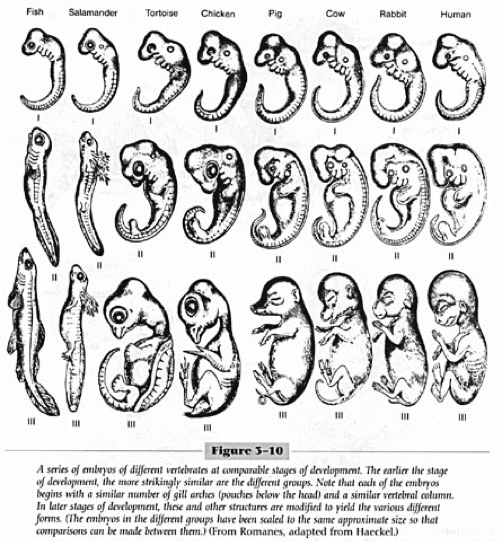 Fish Salamander Tortoise Chicken Pig Cow Rabbit Human
I I I I I I I I
II II II II II II II II
III III III III III III III III
Figure 3–10
A series of embryos of different vertebrates at comparable stages of development. The earlier the stage
of development, the more strikingly similar are the different groups. Note that each of the embryos
begins with a similar number of gill arches (pouches below the head) and a similar vertebral column.
In later stages of development, these and other structures are modified to yield the various different
forms. (The embryos in the different groups have been scaled to the same approximate size so that
comparisons can be made between them.) (From Romanes, adapted from Haeckel.)